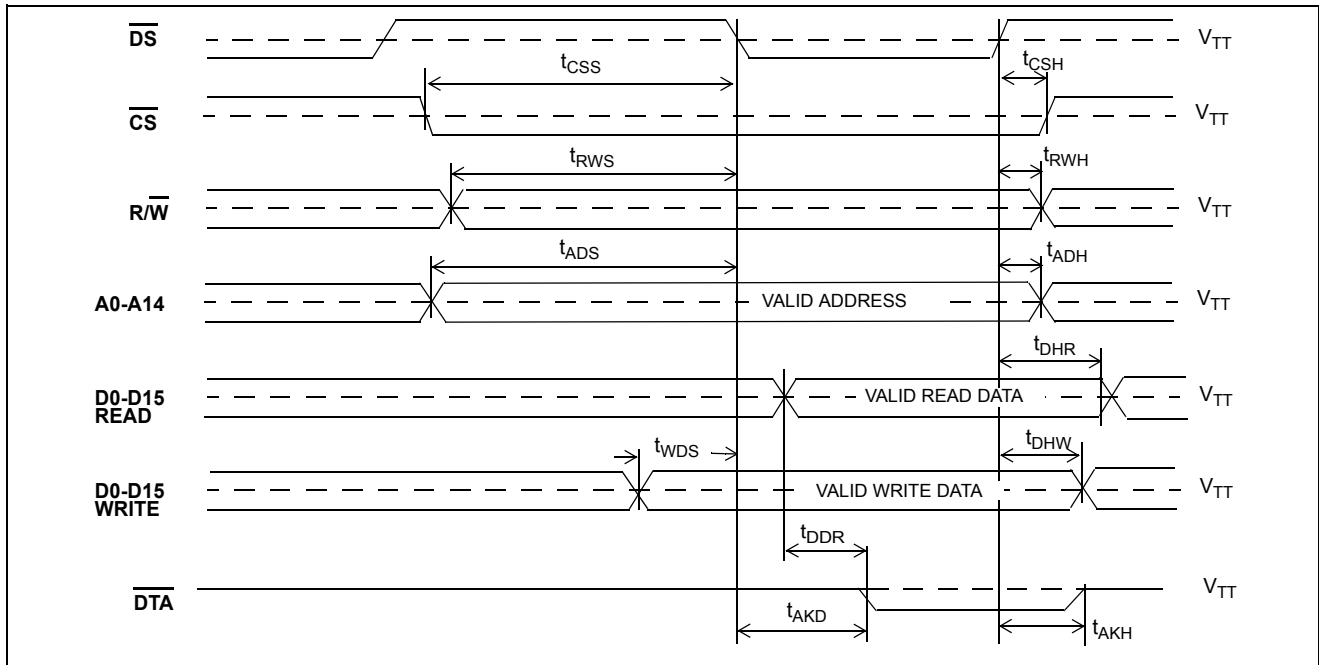 DS
VTT
tCSS
tCSH
CS
VTT
tRWS
tRWH
R/W
VTT
tADS
tADH
A0-A14
VALID ADDRESS
VTT
tDHR
D0-D15
READ
VALID READ DATA
VTT
tWDS
tDHW
D0-D15
WRITE
VALID WRITE DATA
VTT
tDDR
DTA
VTT
tAKD
tAKH